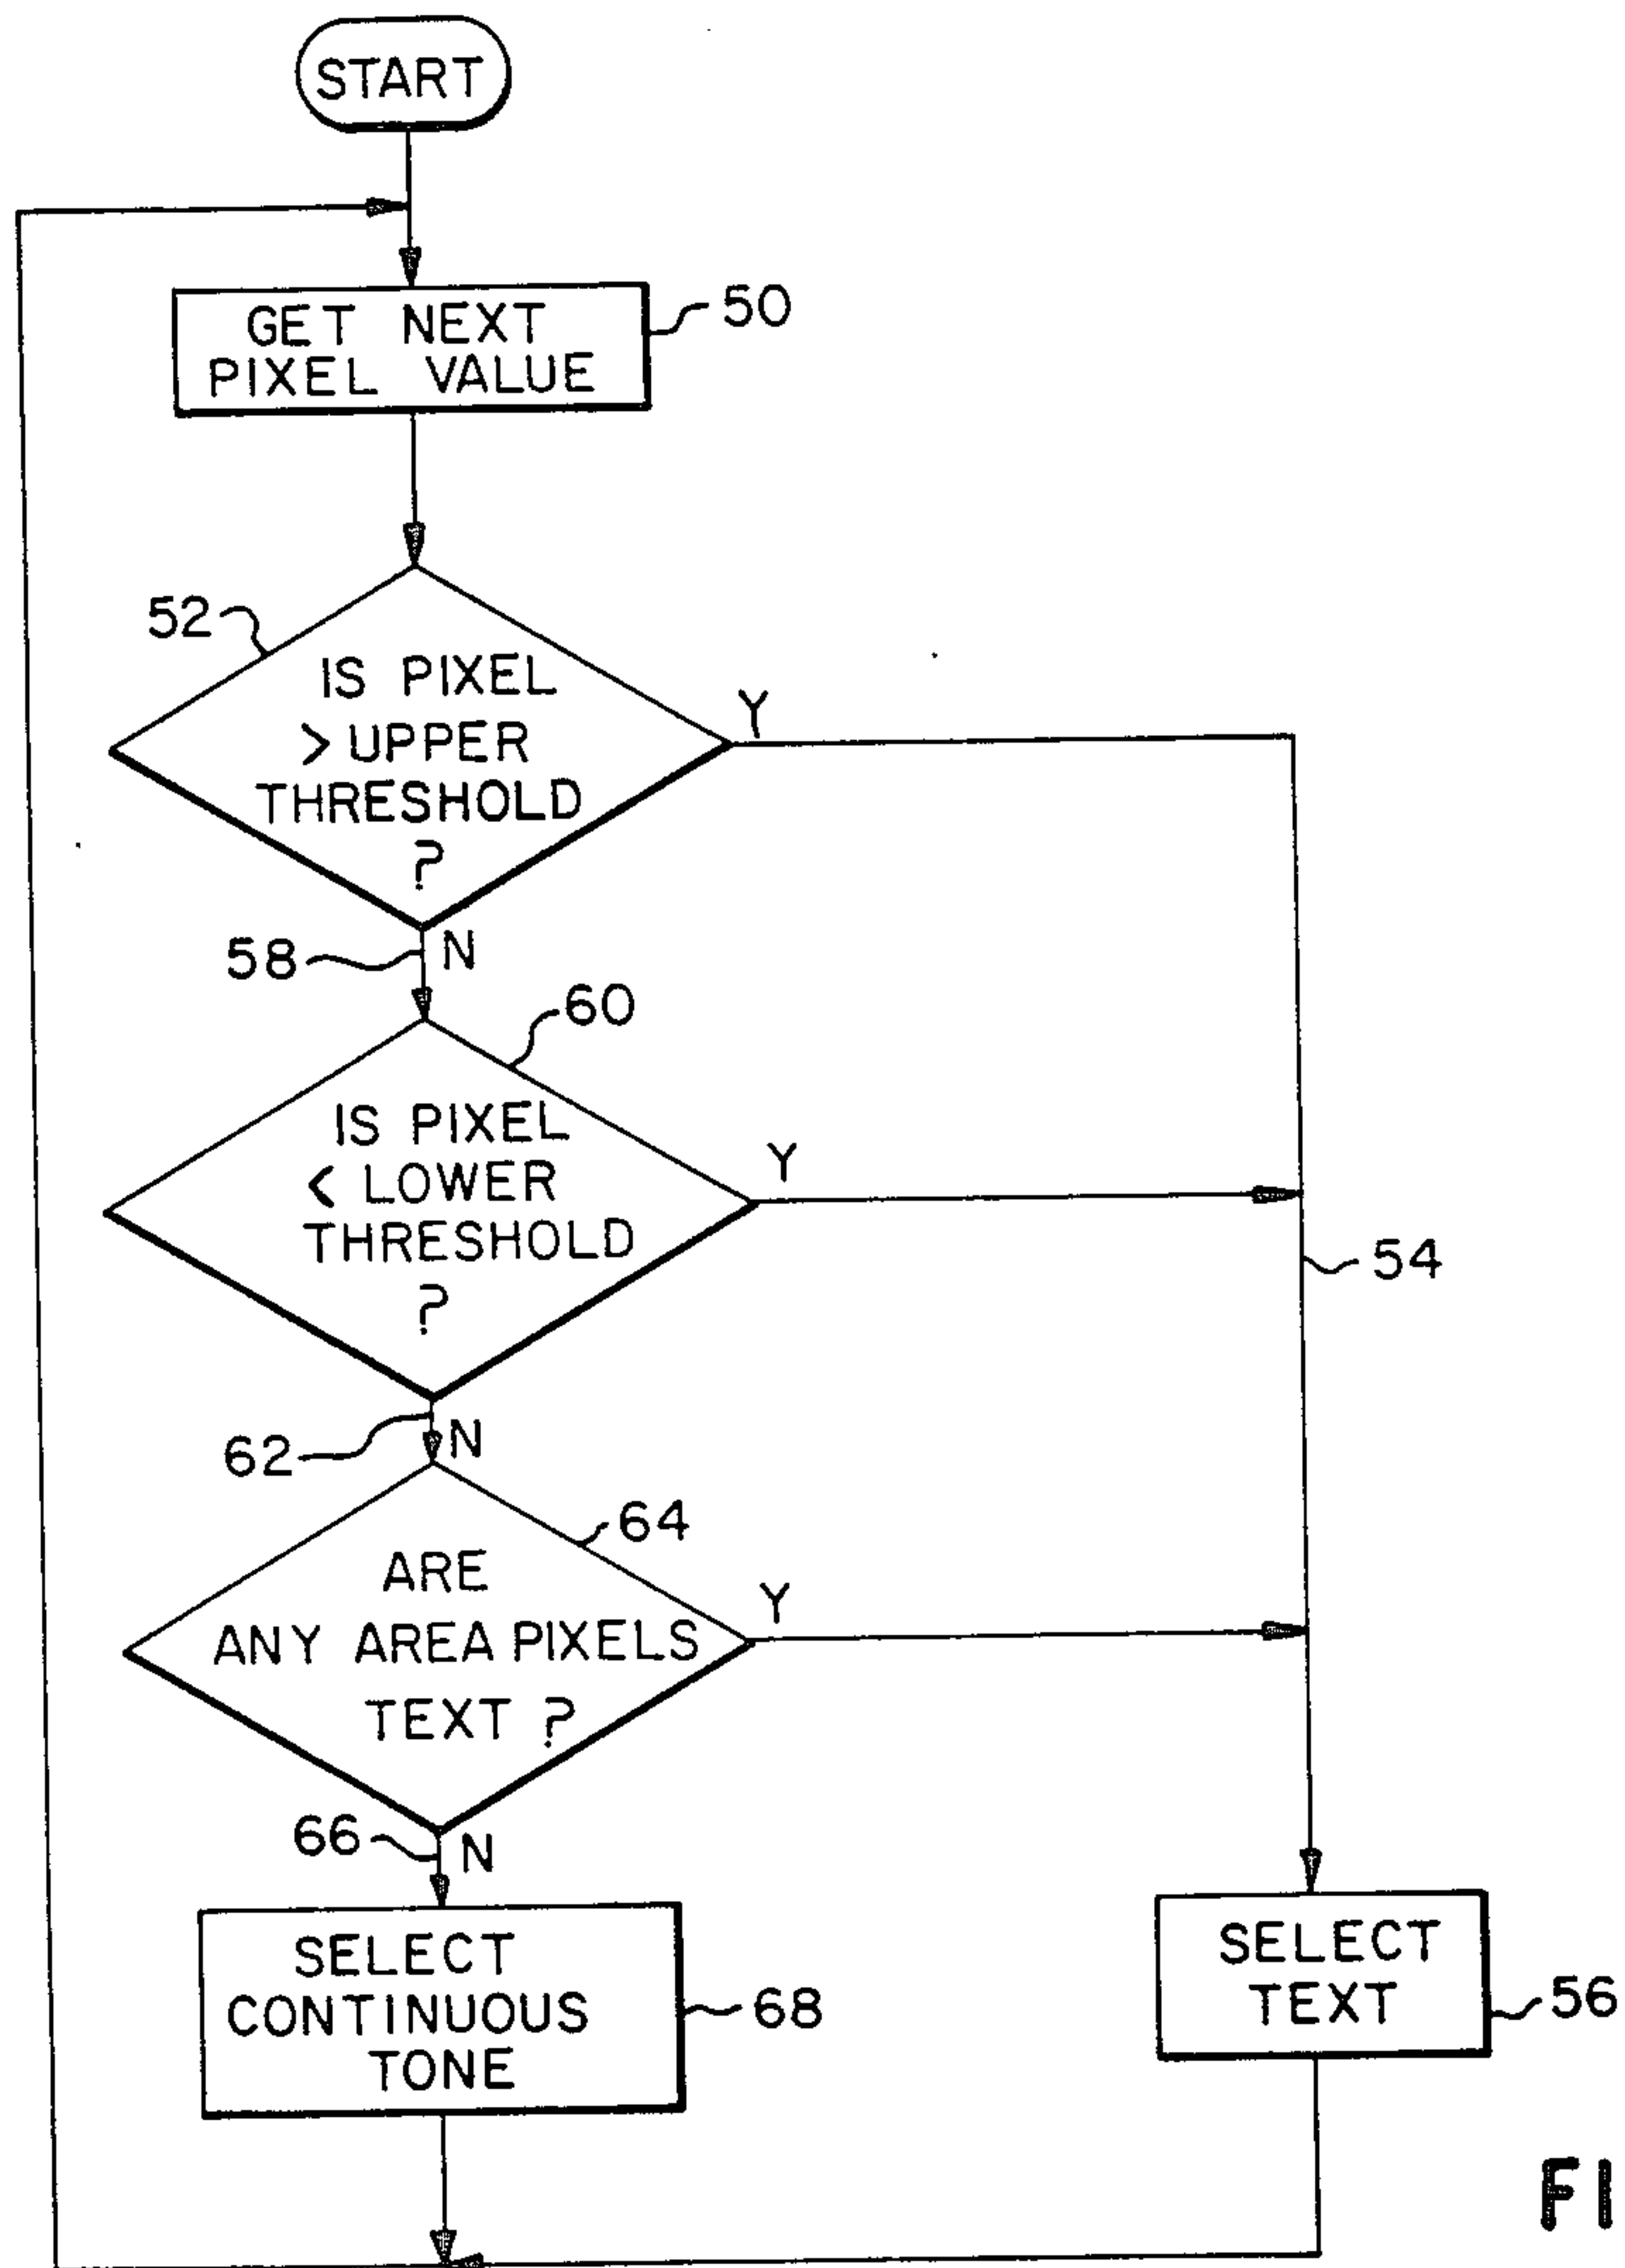 START
GET NEXT
PIXEL VALUE
50
52
IS PIXEL
> UPPER
THRESHOLD
?
Y
58
N
60
IS PIXEL
< LOWER
THRESHOLD
?
Y
54
62
N
64
ARE
ANY AREA PIXELS
TEXT ?
Y
66
N
SELECT
CONTINUOUS
TONE
68
SELECT
TEXT
56
FI